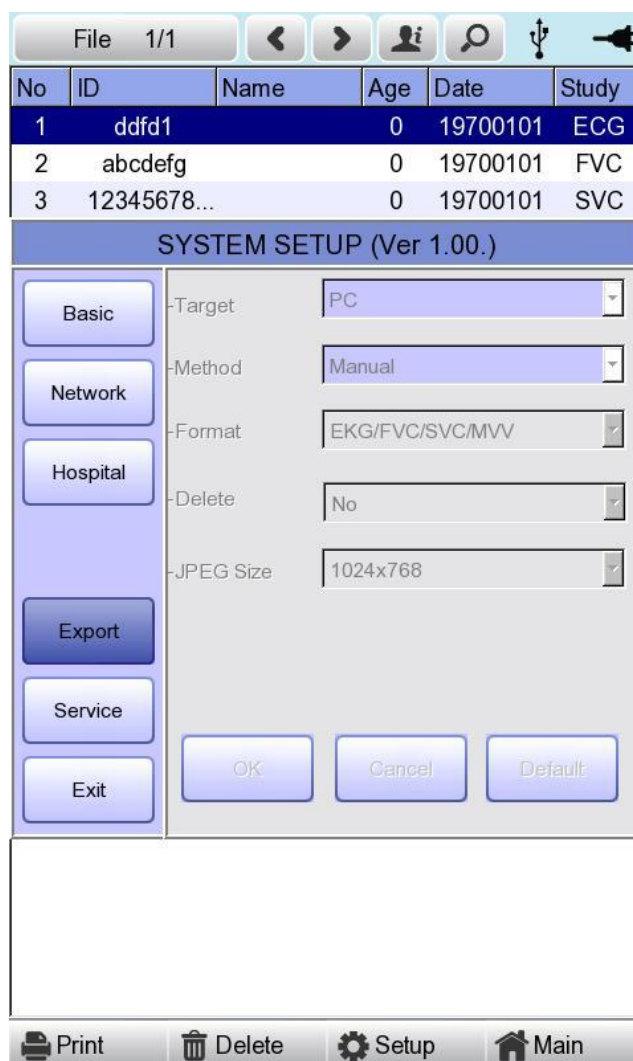 File 1/1
No ID Name Age Date Study
1 ddfd1 0 19700101 ECG
2 abcdefg 0 19700101 FVC
3 12345678... 0 19700101 SVC
SYSTEM SETUP (Ver 1.00.)
Basic
Network
Hospital
Export
Service
Exit
-Target PC
-Method Manual
-Format EKG/FVC/SVC/MVV
-Delete No
-JPEG Size 1024x768
OK Cancel Default
Print Delete Setup Main